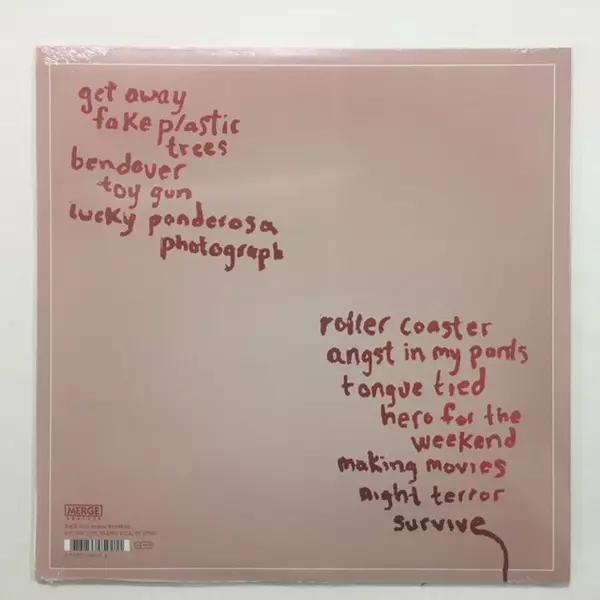 get away
fake plastic
trees
bendover
toy gun
lucky ponderosa
photograph
roller coaster
angst in my pants
tongue tied
hero for the
weekend
making movies
night terror
survive
MERGE
RECORDS